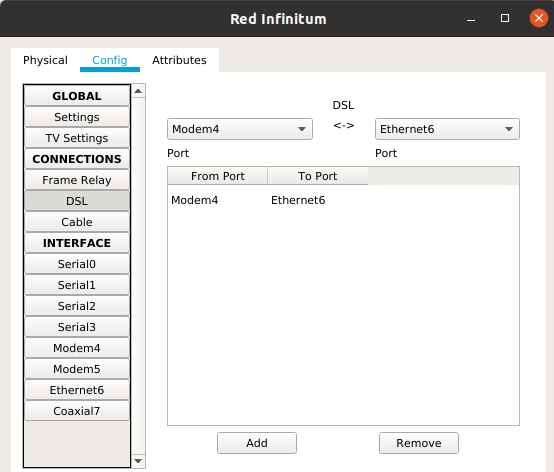 Red Infinitum
Physical Config Attributes
GLOBAL
Settings
TV Settings
CONNECTIONS
Frame Relay
DSL
Cable
INTERFACE
Serial0
Serial1
Serial2
Serial3
Modem4
Modem5
Ethernet6
Coaxial7
DSL
Modem4 <-> Ethernet6
Port Port
From Port To Port
Modem4 Ethernet6
Add Remove